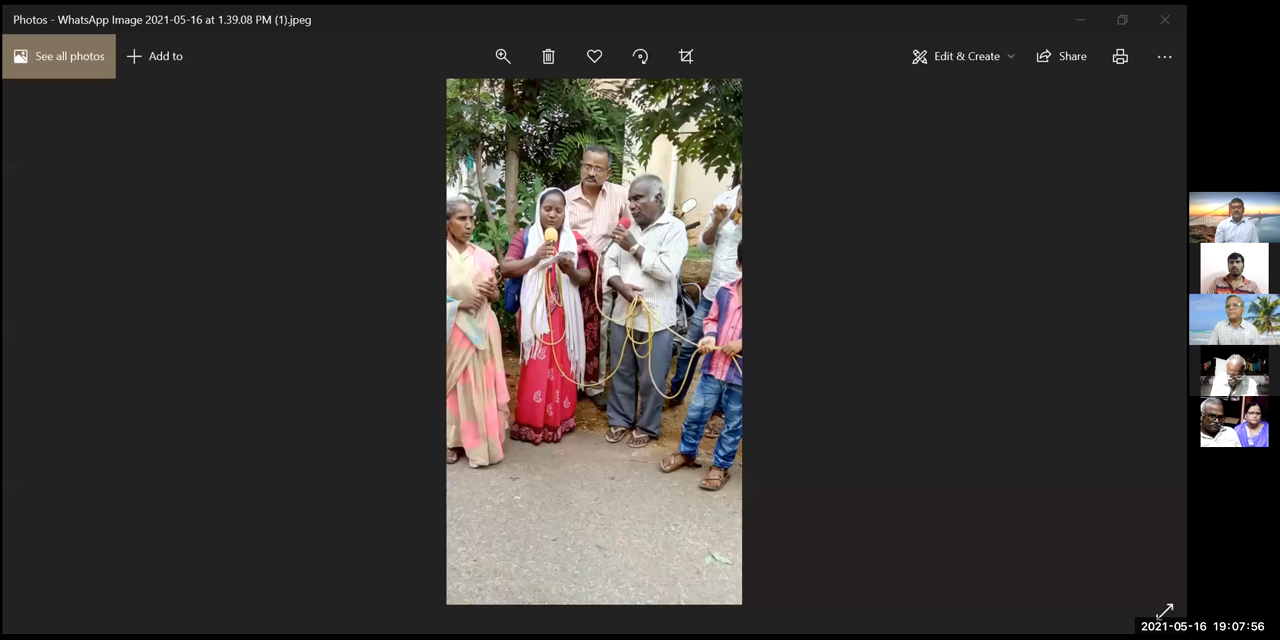 Photos - WhatsApp Image 2021-05-16 at 1.39.08 PM (1).jpeg
See all photos
Add to
Edit & Create
Share
2021-05-16 19:07:56